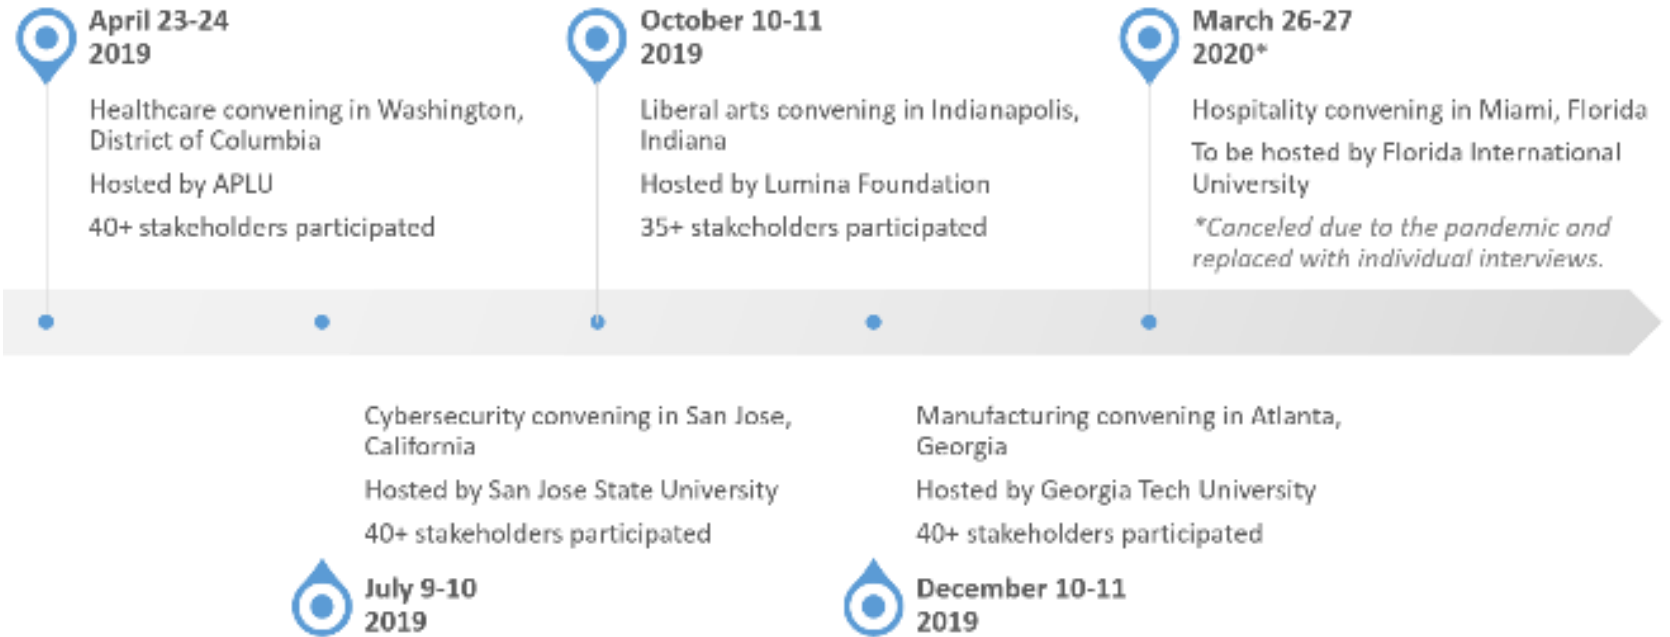 April 23-24
2019
Healthcare convening in Washington,
District of Columbia
Hosted by APLU
40+ stakeholders participated
October 10-11
2019
Liberal arts convening in Indianapolis,
Indiana
Hosted by Lumina Foundation
35+ stakeholders participated
March 26-27
2020*
Hospitality convening in Miami, Florida
To be hosted by Florida International
University
*Canceled due to the pandemic and
replaced with individual interviews.
Cybersecurity convening in San Jose,
California
Hosted by San Jose State University
40+ stakeholders participated
July 9-10
2019
Manufacturing convening in Atlanta,
Georgia
Hosted by Georgia Tech University
40+ stakeholders participated
December 10-11
2019